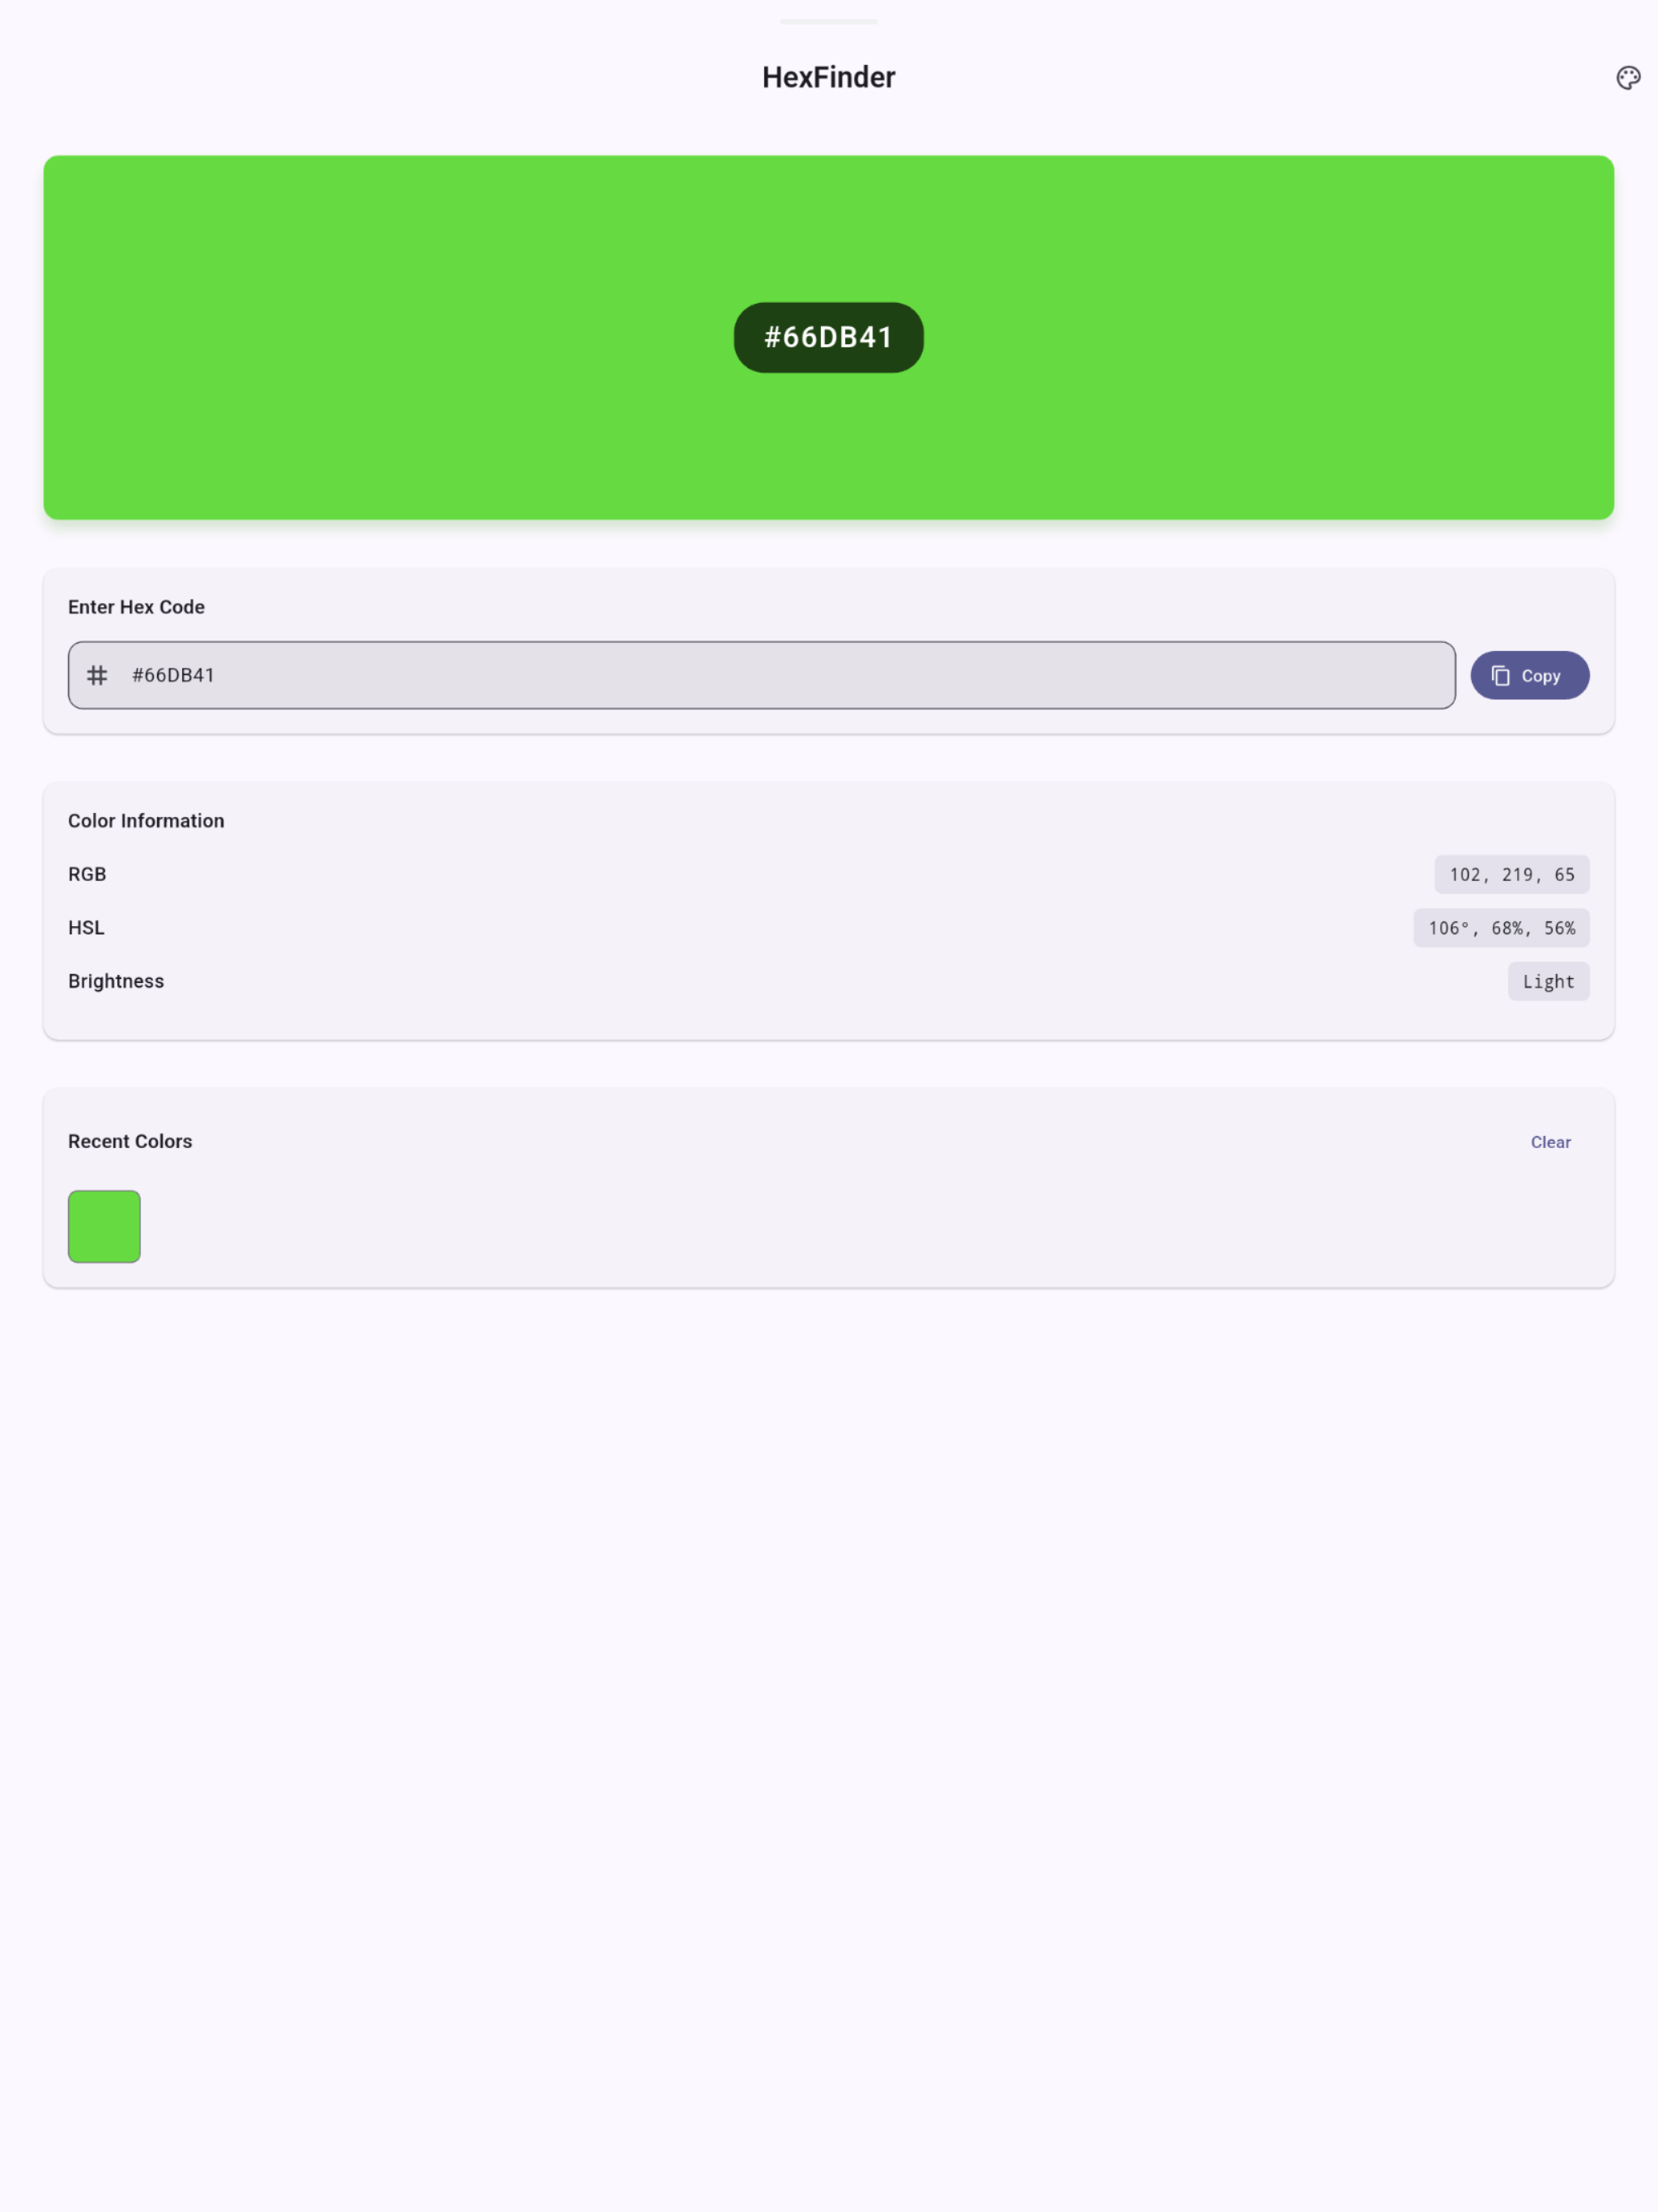 HexFinder
#66DB41
Enter Hex Code
#66DB41
Copy
Color Information
RGB 102, 219, 65
HSL 106°, 68%, 56%
Brightness Light
Recent Colors Clear